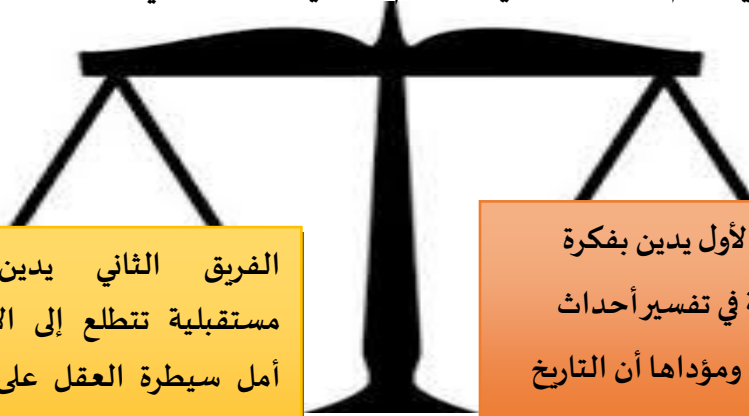 لأول يدين بفكرة
في تفسير أحداث
ومؤداها أن التاريخ
الفريق الثاني يدين
مستقبلية تتطلع إلى
أمل سيطرة العقل على